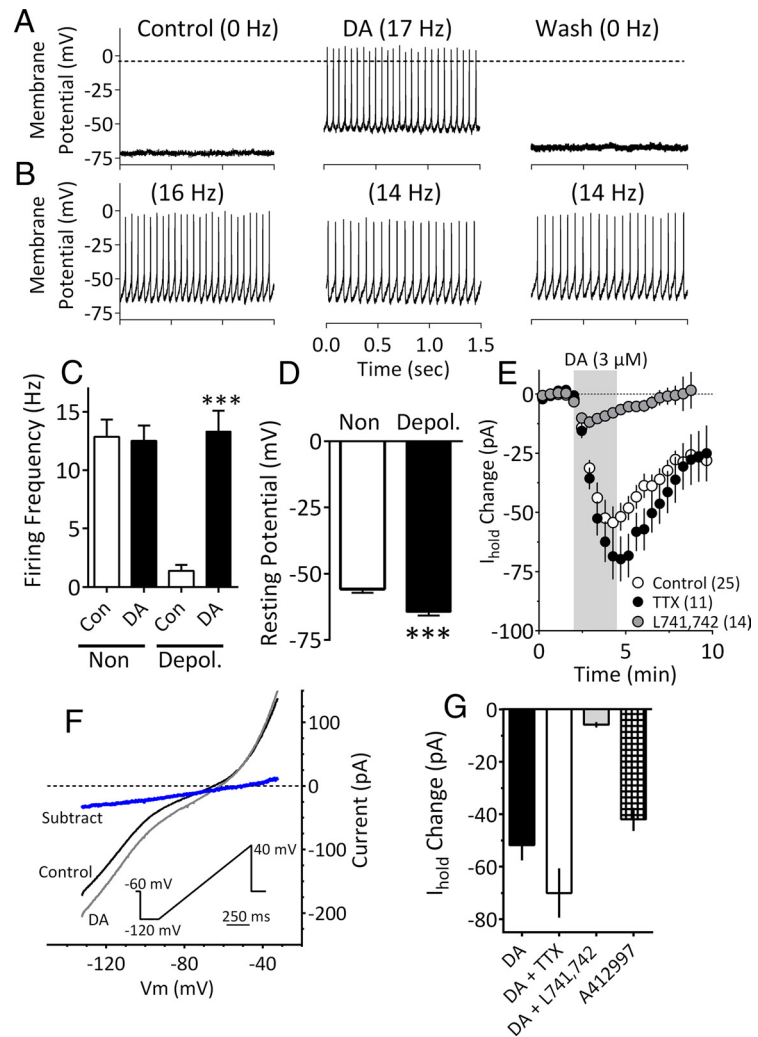 A
Control (0 Hz)
DA (17 Hz)
Wash (0 Hz)
Membrane
Potential (mV)
0
-25
-50
-75
B
(16 Hz)
(14 Hz)
(14 Hz)
Membrane
Potential (mV)
0
-25
-50
-75
0.0
0.5
1.0
1.5
Time (sec)
C
Firing Frequency (Hz)
15
10
5
0
***
Con
DA
Con
DA
Non
Depol.
D
Resting Potential (mV)
Non
Depol.
0
-25
-50
-75
***
E
DA (3 μM)
Ihold Change (pA)
0
-25
-50
-75
-100
Control (25)
TTX (11)
L741,742 (14)
0
5
10
Time (min)
F
100
0
-100
-200
Current (pA)
Subtract
Control
DA
-60 mV
40 mV
-120 mV
250 ms
-120
-80
-40
Vm (mV)
G
Ihold Change (pA)
0
-20
-40
-60
-80
DA
DA + TTX
DA + L741,742
A412997